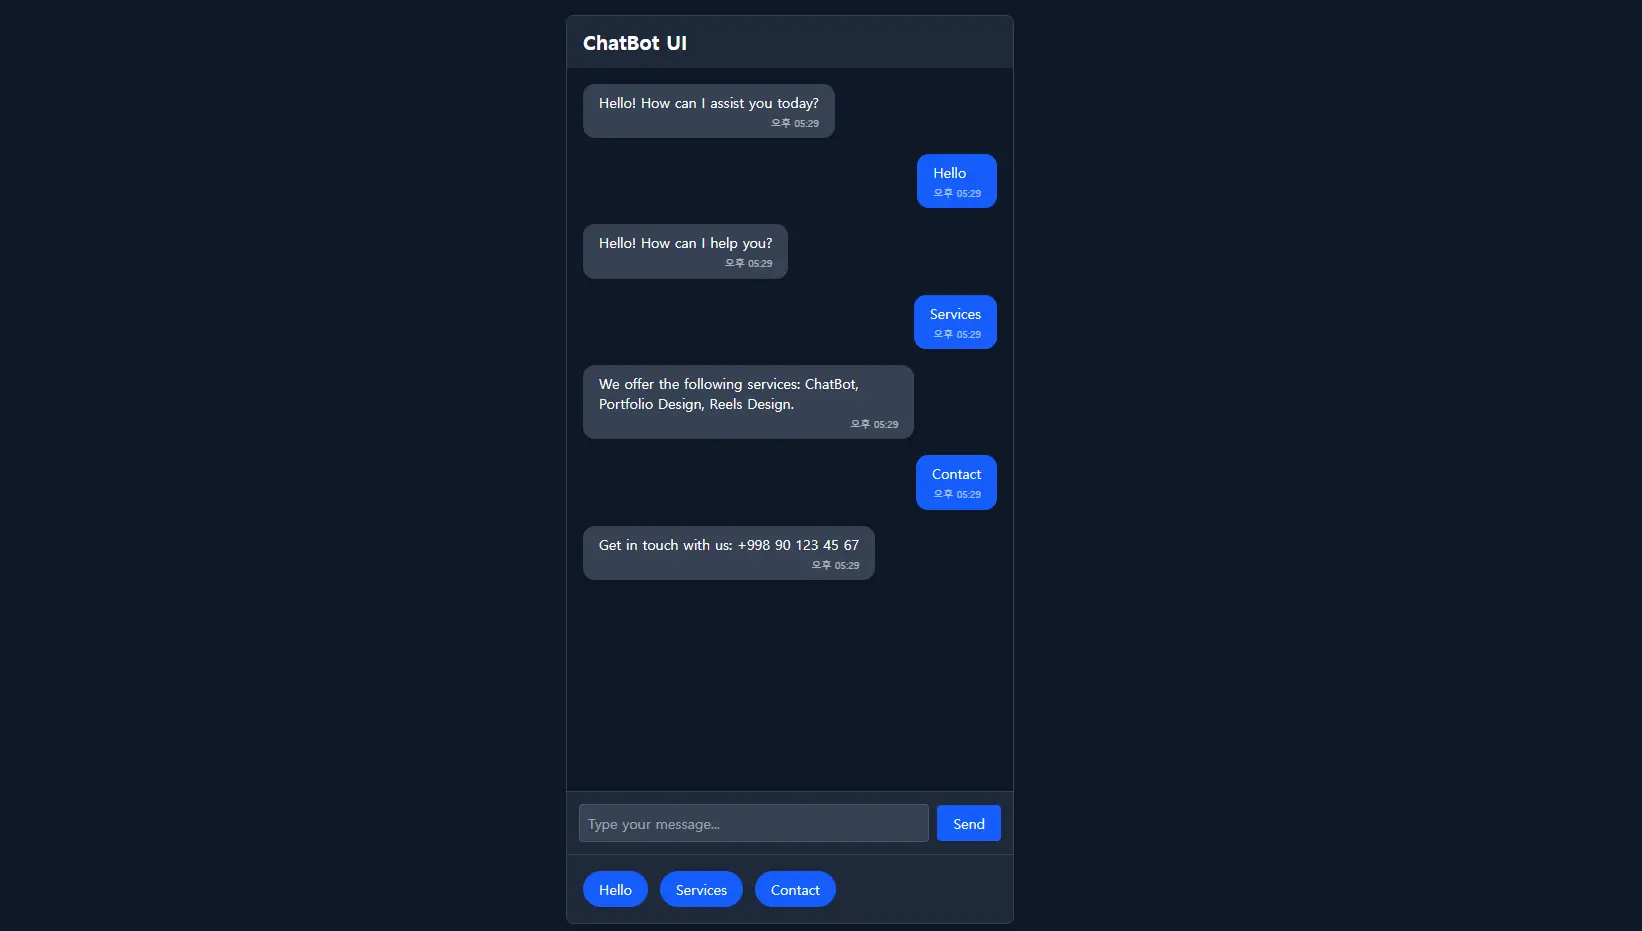 ChatBot UI
Hello! How can I assist you today?
오후 05:29
Hello
오후 05:29
Hello! How can I help you?
오후 05:29
Services
오후 05:29
We offer the following services: ChatBot,
Portfolio Design, Reels Design.
오후 05:29
Contact
오후 05:29
Get in touch with us: +998 90 123 45 67
오후 05:29
Type your message...
Send
Hello
Services
Contact